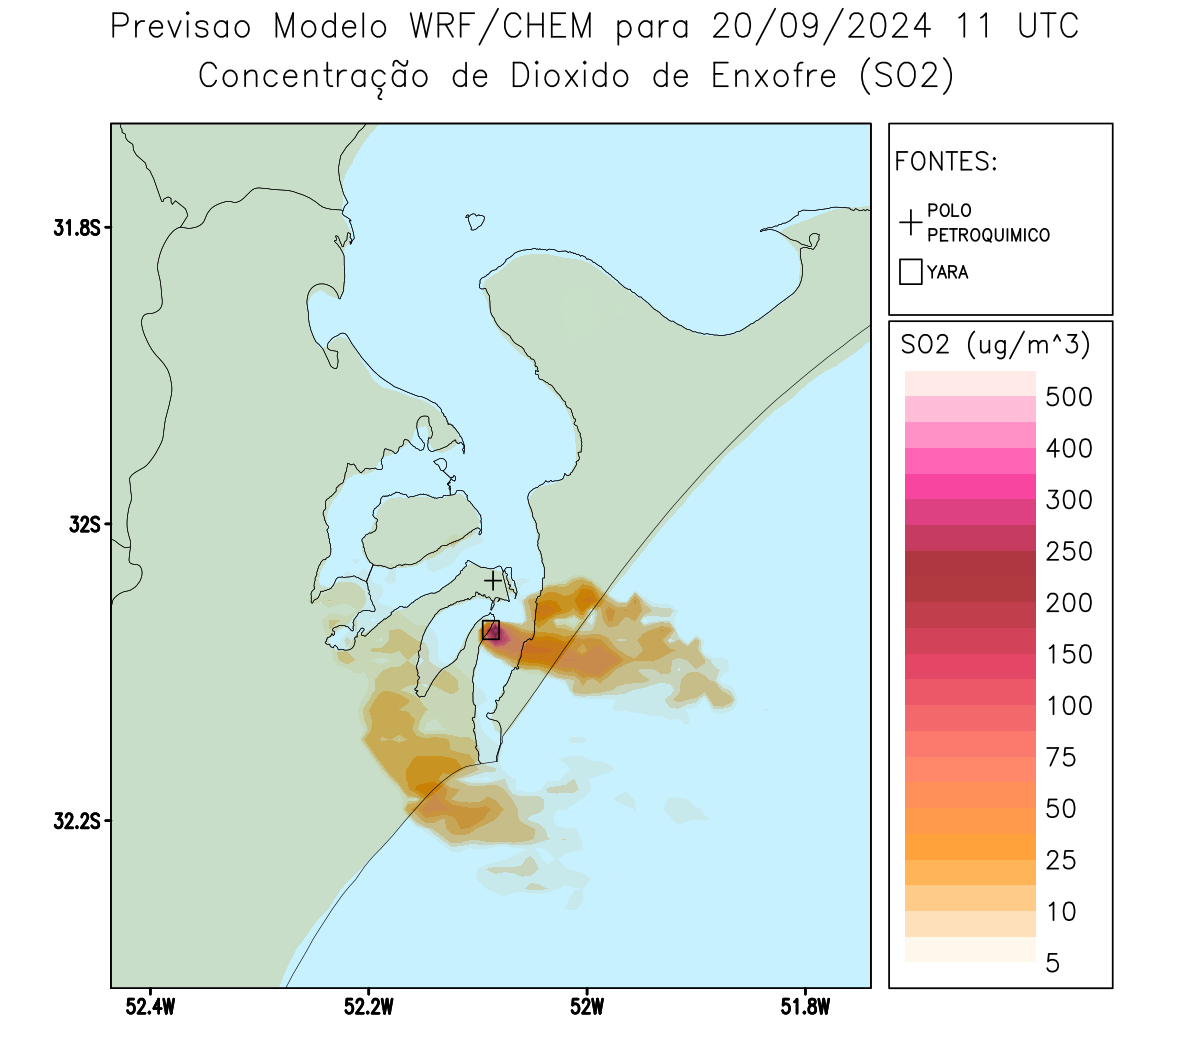 Previsao Modelo WRF/CHEM para 20/09/2024 11 UTC
Concentração de Dioxido de Enxofre (SO2)
FONTES:
POLO
PETROQUIMICO
YARA
SO2 (ug/m^3)
500
400
300
250
200
150
100
75
50
25
10
5
31.8S
32S
32.2S
52.4W
52.2W
52W
51.8W